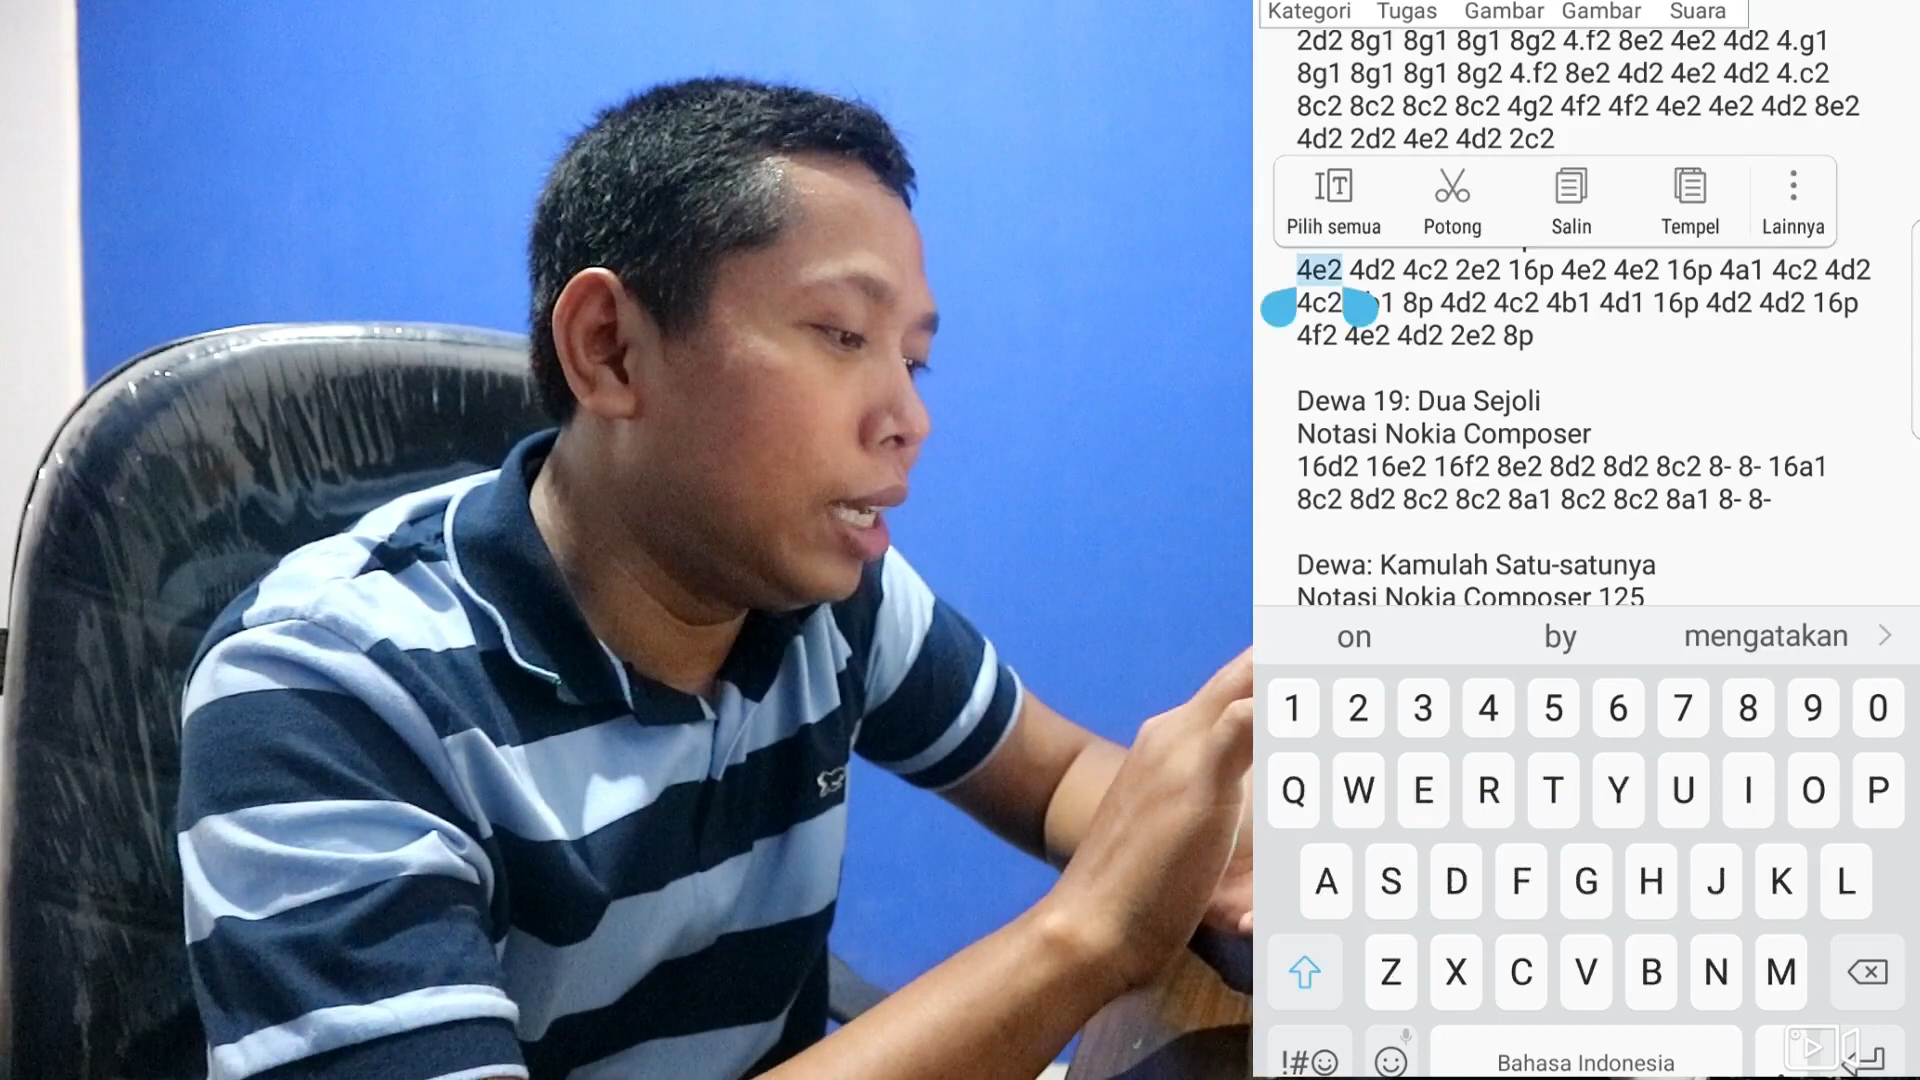 Kategori Tugas Gambar Gambar Suara
2d2 8g1 8g1 8g1 8g2 4.f2 8e2 4e2 4d2 4.g1
8g1 8g1 8g1 8g2 4.f2 8e2 4d2 4e2 4d2 4.c2
8c2 8c2 8c2 8c2 4g2 4f2 4f2 4e2 4e2 4d2 8e2
4d2 2d2 4e2 4d2 2c2
Pilih semua Potong Salin Tempel Lainnya
4e2 4d2 4c2 2e2 16p 4e2 4e2 16p 4a1 4c2 4d2
4c2 8p 4d2 4c2 4b1 4d1 16p 4d2 4d2 16p
4f2 4e2 4d2 2e2 8p
Dewa 19: Dua Sejoli
Notasi Nokia Composer
16d2 16e2 16f2 8e2 8d2 8d2 8c2 8- 8- 16a1
8c2 8d2 8c2 8c2 8a1 8c2 8c2 8a1 8- 8-
Dewa: Kamulah Satu-satunya
Notasi Nokia Composer 125
on by mengatakan
1 2 3 4 5 6 7 8 9 0
Q W E R T Y U I O P
A S D F G H J K L
Z X C V B N M
!#☺ Bahasa Indonesia